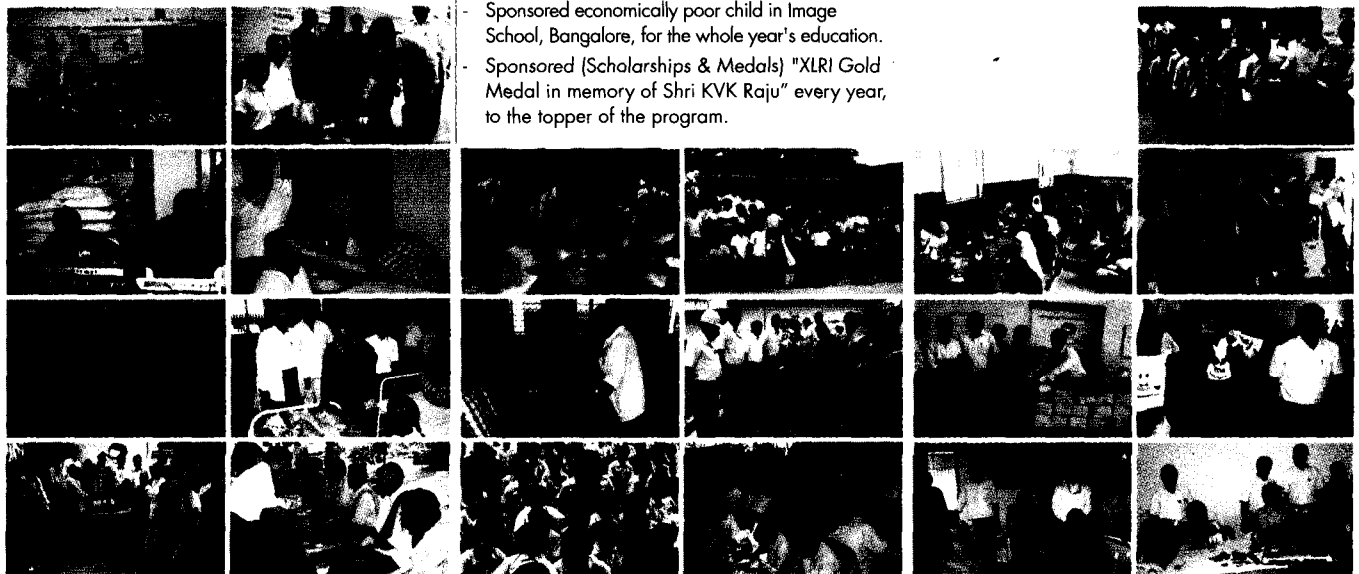 - Sponsored economically poor child in Image
School, Bangalore, for the whole year's education.
- Sponsored (Scholarships & Medals) "XLRI Gold
Medal in memory of Shri KVK Raju" every year,
to the topper of the program.